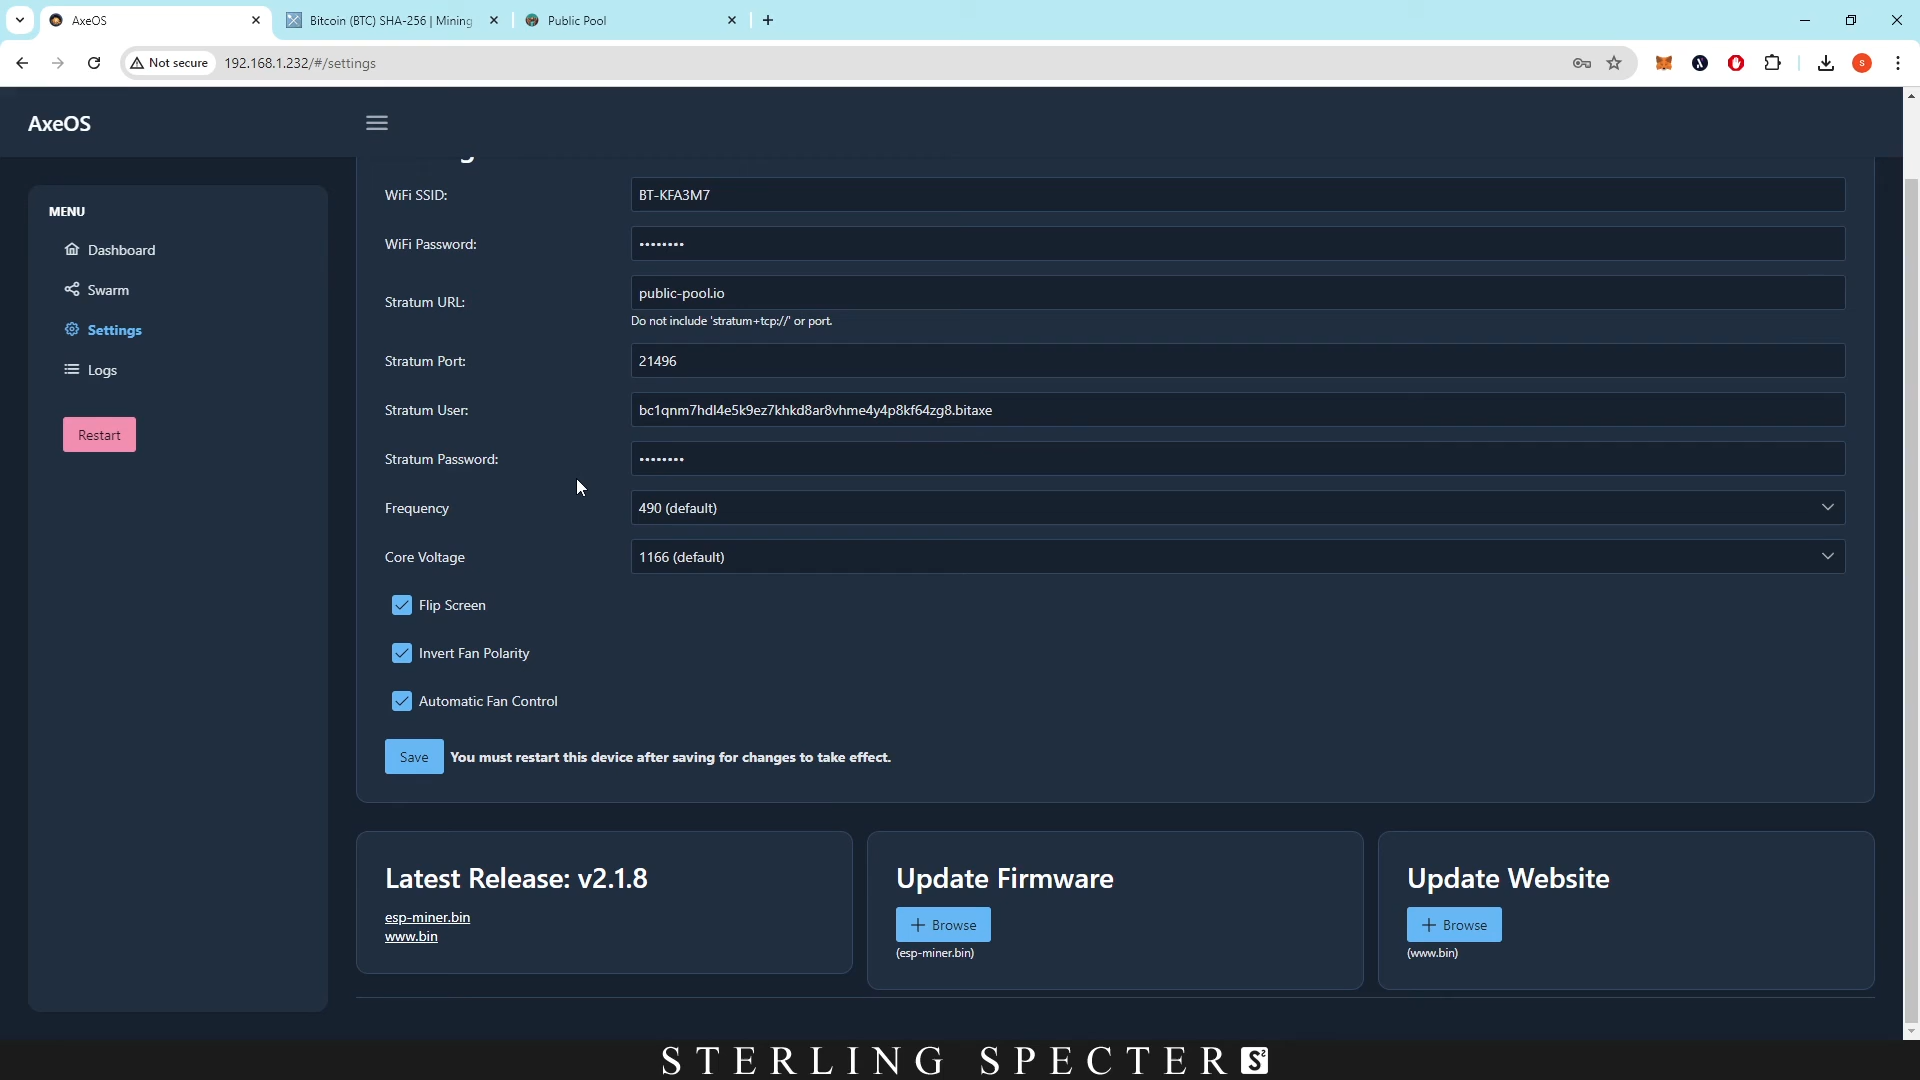 AxeOS
Bitcoin (BTC) SHA-256 | Mining
Public Pool
Not secure
192.168.1.232/#/settings
S
AxeOS
MENU
Dashboard
Swarm
Settings
Logs
Restart
WiFi SSID:
BT-KFA3M7
WiFi Password:
••••••••
Stratum URL:
public-pool.io
Do not include 'stratum+tcp://' or port.
Stratum Port:
21496
Stratum User:
bc1qnm7hdl4e5k9ez7khkd8ar8vhme4y4p8kf64zg8.bitaxe
Stratum Password:
••••••••
Frequency
490 (default)
Core Voltage
1166 (default)
Flip Screen
Invert Fan Polarity
Automatic Fan Control
Save
You must restart this device after saving for changes to take effect.
Latest Release: v2.1.8
esp-miner.bin
www.bin
Update Firmware
+ Browse
(esp-miner.bin)
Update Website
+ Browse
(www.bin)
STERLING SPECTER S²